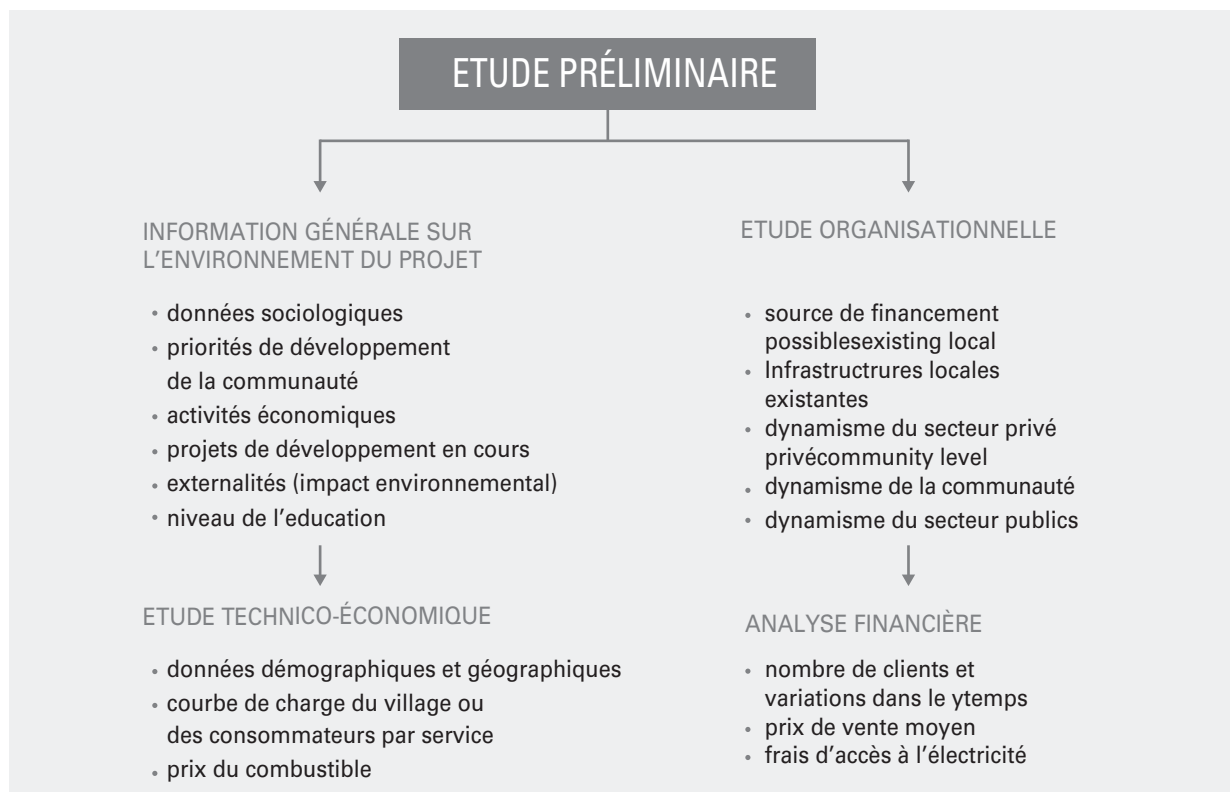 ETUDE PRÉLIMINAIRE
INFORMATION GÉNÉRALE SUR
L'ENVIRONNEMENT DU PROJET
• données sociologiques
• priorités de développement
de la communauté
• activités économiques
• projets de développement en cours
• externalités (impact environnemental)
• niveau de l'education
ETUDE TECHNICO-ÉCONOMIQUE
• données démographiques et géographiques
• courbe de charge du village ou
des consommateurs par service
• prix du combustible
ETUDE ORGANISATIONNELLE
• source de financement
possiblesexisting local
• Infrastructrures locales
existantes
• dynamisme du secteur privé
privécommunity level
• dynamisme de la communauté
• dynamisme du secteur publics
ANALYSE FINANCIÈRE
• nombre de clients et
variations dans le ytemps
• prix de vente moyen
• frais d'accès à l'électricité